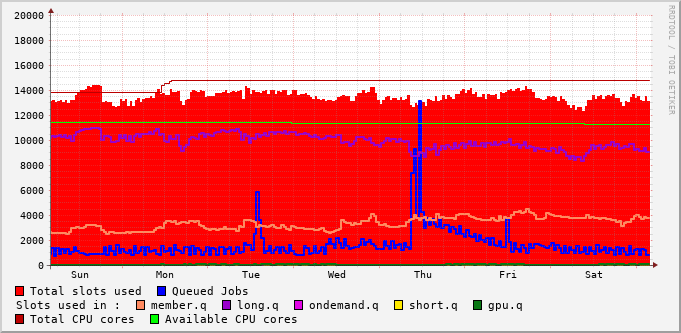 20000
18000
16000
14000
12000
10000
8000
6000
4000
2000
0
Sun Mon Tue Wed Thu Fri Sat
RRDTOOL / TOBI OETIKER
Total slots used Queued Jobs
Slots used in : member.q long.q ondemand.q short.q gpu.q
Total CPU cores Available CPU cores